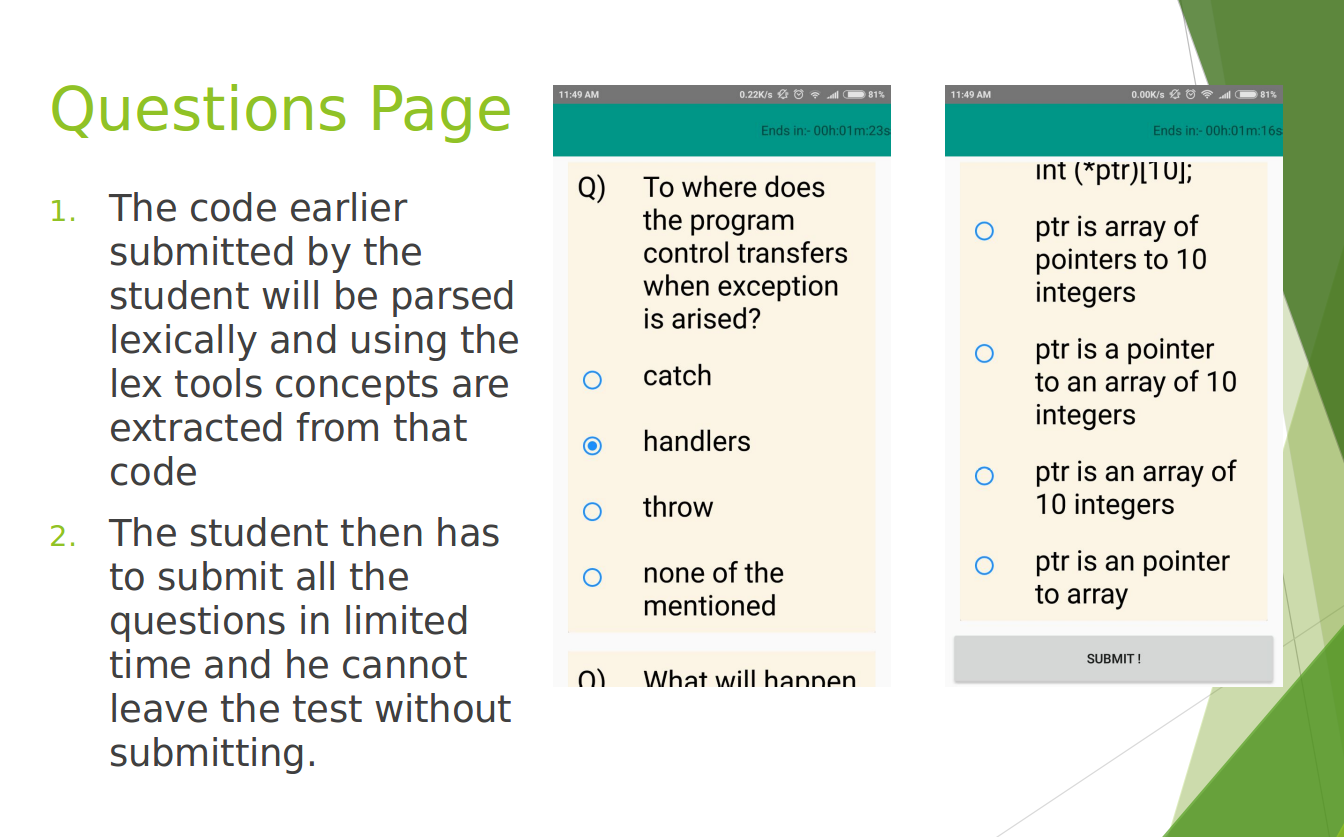 Questions Page
1. The code earlier
submitted by the
student will be parsed
lexically and using the
lex tools concepts are
extracted from that
code
2. The student then has
to submit all the
questions in limited
time and he cannot
leave the test without
submitting.
11:49 AM 0.22K/s 81%
Ends in:- 00h:01m:23s
Q) To where does
the program
control transfers
when exception
is arised?
catch
handlers
throw
none of the
mentioned
Q) What will happen
11:49 AM 0.00K/s 81%
Ends in:- 00h:01m:16s
int (*ptr)[10];
ptr is array of
pointers to 10
integers
ptr is a pointer
to an array of 10
integers
ptr is an array of
10 integers
ptr is an pointer
to array
SUBMIT !